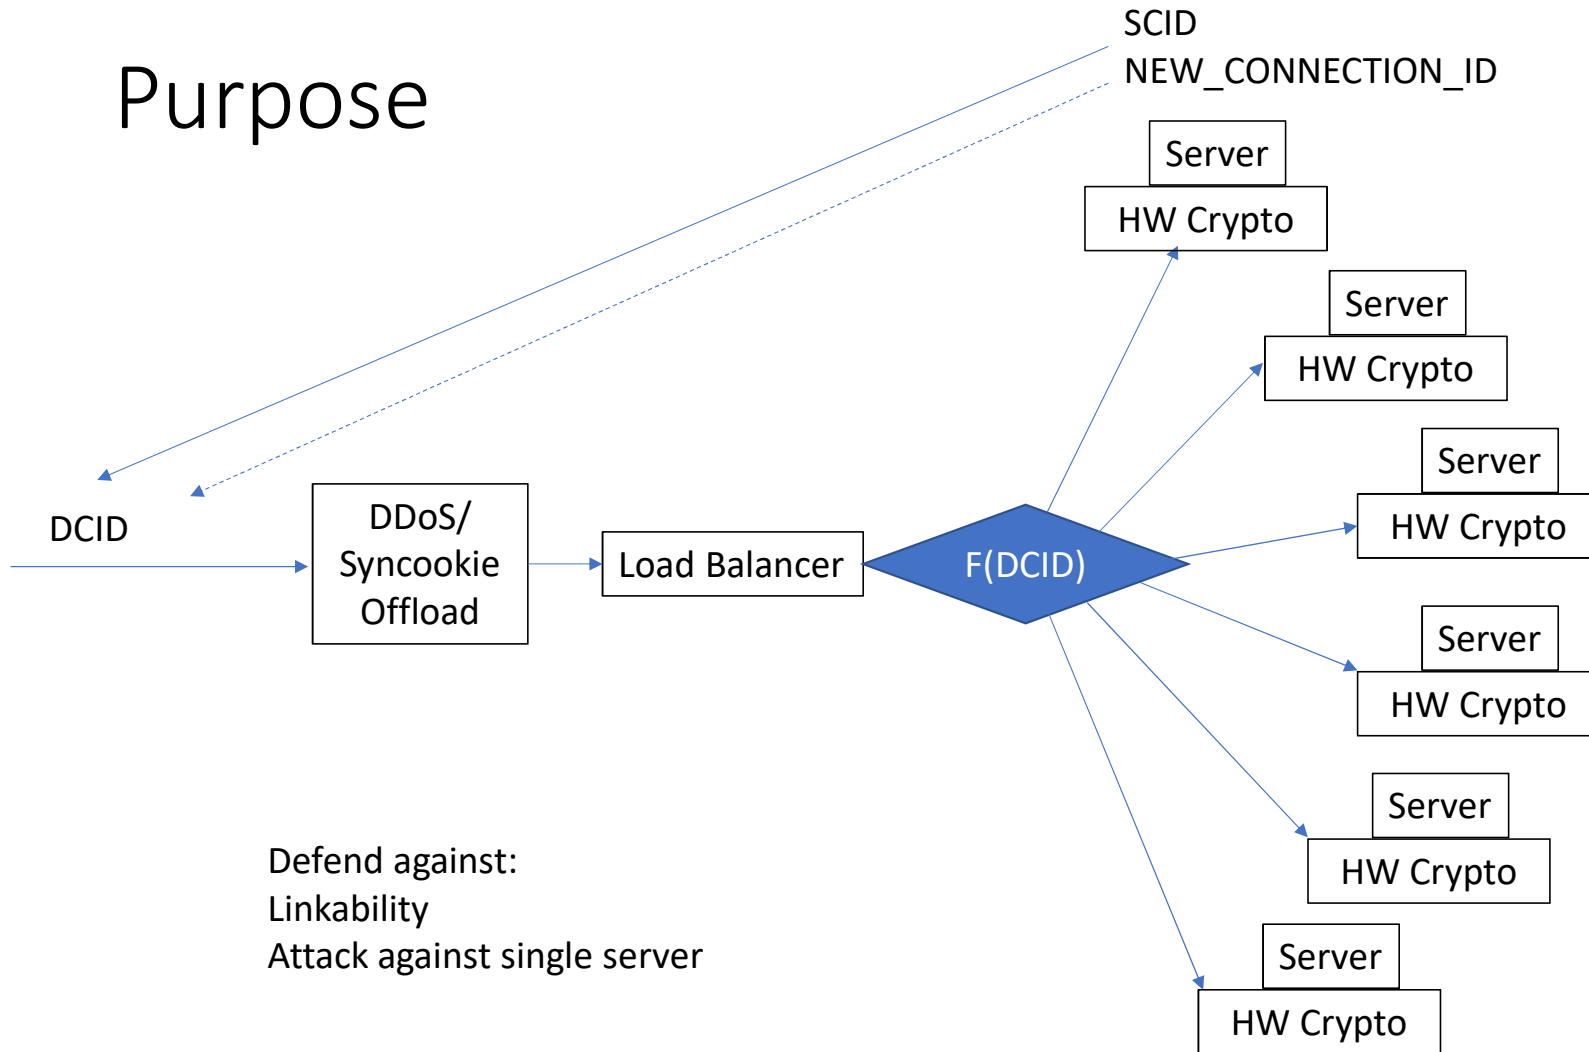 Purpose
SCID
NEW_CONNECTION_ID
Server
HW Crypto
Server
HW Crypto
Server
HW Crypto
DCID
DDoS/
Syncookie
Offload
Load Balancer
F(DCID)
Server
HW Crypto
Server
HW Crypto
Server
HW Crypto
Defend against:
Linkability
Attack against single server